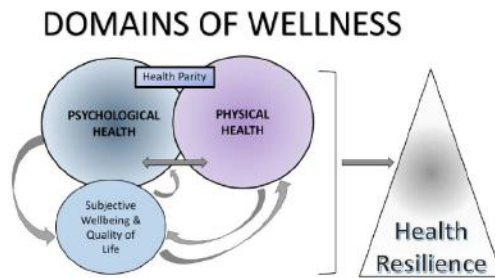 DOMAINS OF WELLNESS
Health Parity
PSYCHOLOGICAL
HEALTH
PHYSICAL
HEALTH
Subjective
Wellbeing &
Quality of
Life
Health
Resilience